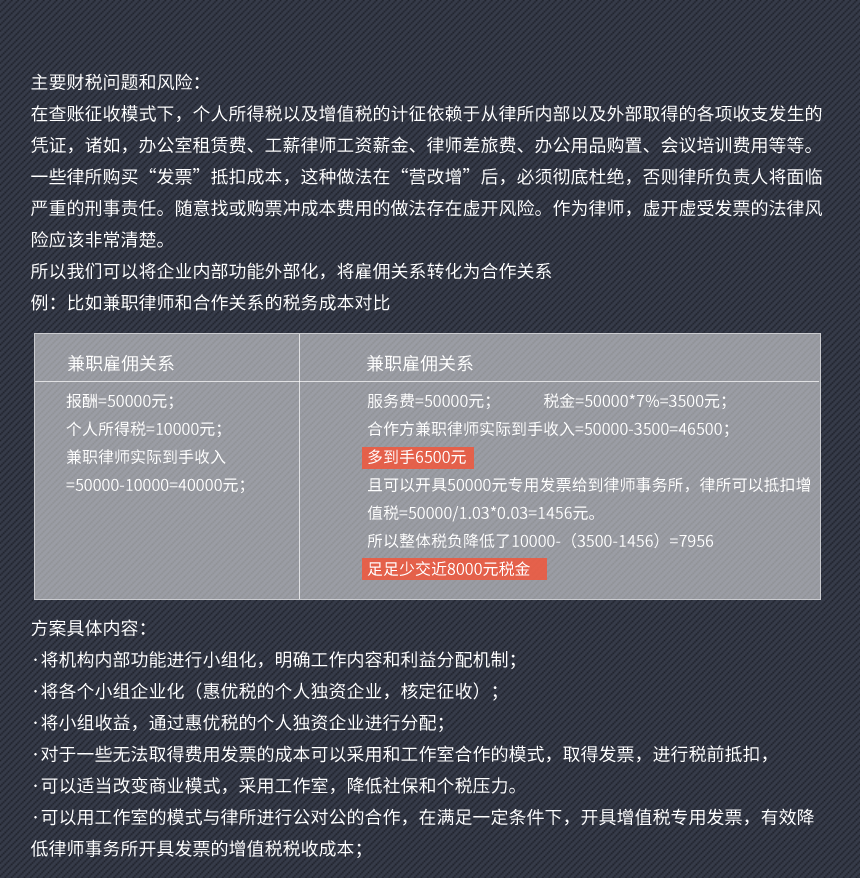 主要财税问题和风险：
在查账征收模式下，个人所得税以及增值税的计征依赖于从律所内部以及外部取得的各项收支发生的
凭证，诸如，办公室租赁费、工薪律师工资薪金、律师差旅费、办公用品购置、会议培训费用等等。
一些律所购买“发票”抵扣成本，这种做法在“营改增”后，必须彻底杜绝，否则律所负责人将面临
严重的刑事责任。随意找或购票冲成本费用的做法存在虚开风险。作为律师，虚开虚受发票的法律风
险应该非常清楚。
所以我们可以将企业内部功能外部化，将雇佣关系转化为合作关系
例：比如兼职律师和合作关系的税务成本对比
兼职雇佣关系
报酬=50000元；
个人所得税=10000元；
兼职律师实际到手收入
=50000-10000=40000元；
兼职雇佣关系
服务费=50000元； 税金=50000*7%=3500元；
合作方兼职律师实际到手收入=50000-3500=46500；
多到手6500元
且可以开具50000元专用发票给到律师事务所，律所可以抵扣增
值税=50000/1.03*0.03=1456元。
所以整体税负降低了10000-（3500-1456）=7956
足足少交近8000元税金
方案具体内容：
·将机构内部功能进行小组化，明确工作内容和利益分配机制；
·将各个小组企业化（惠优税的个人独资企业，核定征收）；
·将小组收益，通过惠优税的个人独资企业进行分配；
·对于一些无法取得费用发票的成本可以采用和工作室合作的模式，取得发票，进行税前抵扣，
·可以适当改变商业模式，采用工作室，降低社保和个税压力。
·可以用工作室的模式与律所进行公对公的合作，在满足一定条件下，开具增值税专用发票，有效降
低律师事务所开具发票的增值税税收成本；